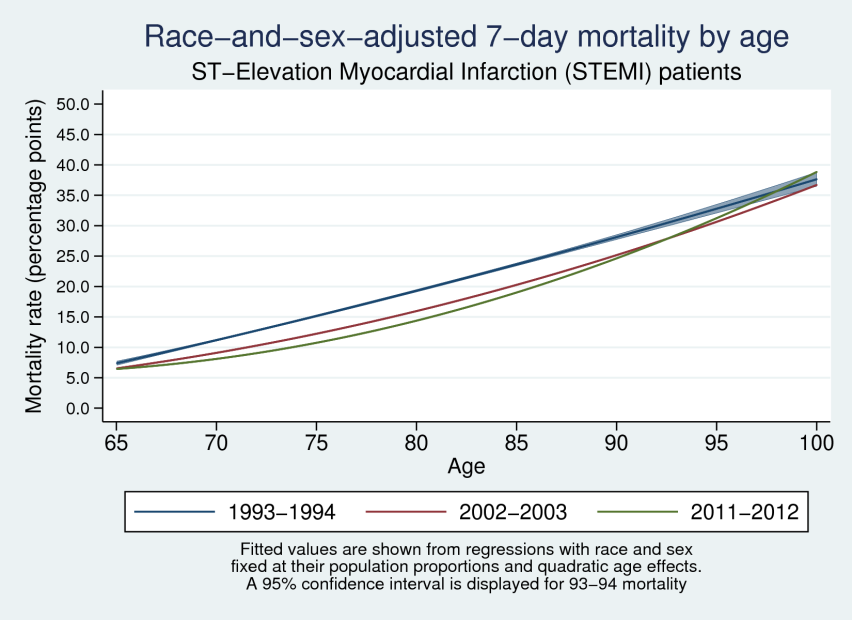 Race−and−sex−adjusted 7−day mortality by age
ST−Elevation Myocardial Infarction (STEMI) patients
Mortality rate (percentage points)
50.0
45.0
40.0
35.0
30.0
25.0
20.0
15.0
10.0
5.0
0.0
65 70 75 80 85 90 95 100
Age
1993−1994 2002−2003 2011−2012
Fitted values are shown from regressions with race and sex
fixed at their population proportions and quadratic age effects.
A 95% confidence interval is displayed for 93−94 mortality